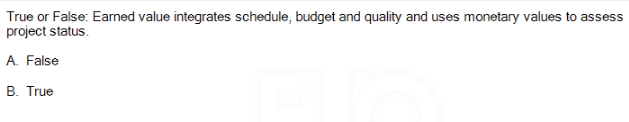 True or False: Earned value integrates schedule, budget and quality and uses monetary values to assess
project status.
A. False
B. True